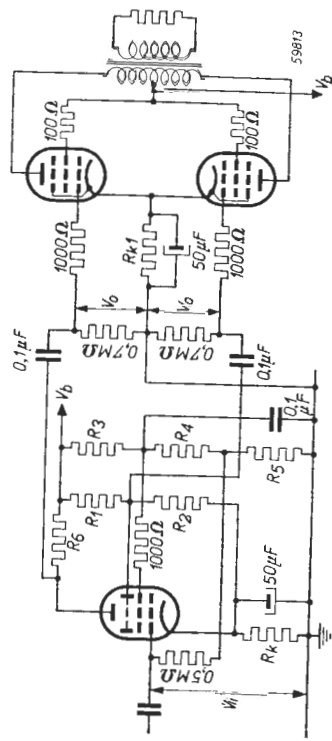 59813
100Ω
100Ω
Vb
1000Ω
Rk1
50μF
1000Ω
Vo
Vo
0,1μF
0,7MΩ
0,7MΩ
0,1μF
Vb
R3
R4
0,1μF
R5
R6
R1
R2
1000Ω
50μF
Rk
0,5MΩ
Vi